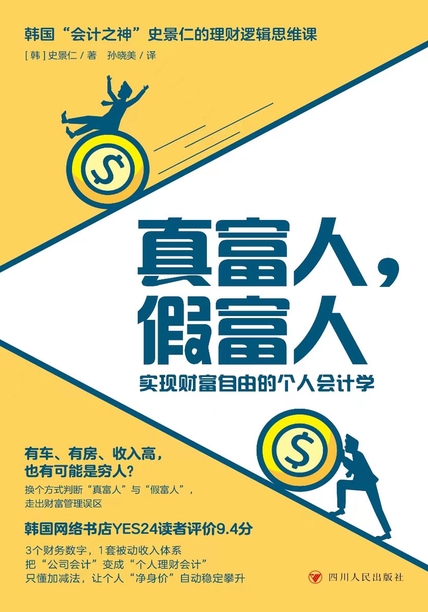 韩国“会计之神”史景仁的理财逻辑思维课
[韩]史景仁 / 著 孙晓美 / 译
$
真富人，
假富人
实现财富自由的个人会计学
$
有车、有房、收入高，
也有可能是穷人？
换个方式判断“真富人”与“假富人”，
走出财富管理误区
韩国网络书店YES24读者评价9.4分
3个财务数字，1套被动收入体系
把“公司会计”变成“个人理财会计”
只懂加减法，让个人“净身价”自动稳定攀升
四川人民出版社